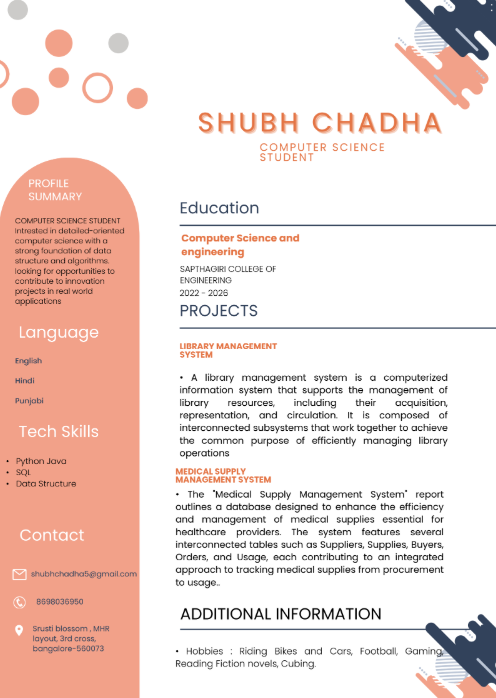 SHUBH CHADHA
COMPUTER SCIENCE
STUDENT
PROFILE
SUMMARY
COMPUTER SCIENCE STUDENT
Intrested in detailed-oriented
computer science with a
strong foundation of data
structure and algorithms.
looking for opportunities to
contribute to innovation
projects in real world
applications
Language
English
Hindi
Punjabi
Tech Skills
• Python Java
• SQL
• Data Structure
Contact
shubhchadha5@gmail.com
8698036950
Srusti blossom , MHR
layout, 3rd cross,
bangalore-560073
Education
Computer Science and
engineering
SAPTHAGIRI COLLEGE OF
ENGINEERING
2022 - 2026
PROJECTS
LIBRARY MANAGEMENT
SYSTEM
• A library management system is a computerized
information system that supports the management of
library resources, including their acquisition,
representation, and circulation. It is composed of
interconnected subsystems that work together to achieve
the common purpose of efficiently managing library
operations
MEDICAL SUPPLY
MANAGEMENT SYSTEM
• The "Medical Supply Management System" report
outlines a database designed to enhance the efficiency
and management of medical supplies essential for
healthcare providers. The system features several
interconnected tables such as Suppliers, Supplies, Buyers,
Orders, and Usage, each contributing to an integrated
approach to tracking medical supplies from procurement
to usage..
ADDITIONAL INFORMATION
• Hobbies : Riding Bikes and Cars, Football, Gaming,
Reading Fiction novels, Cubing.